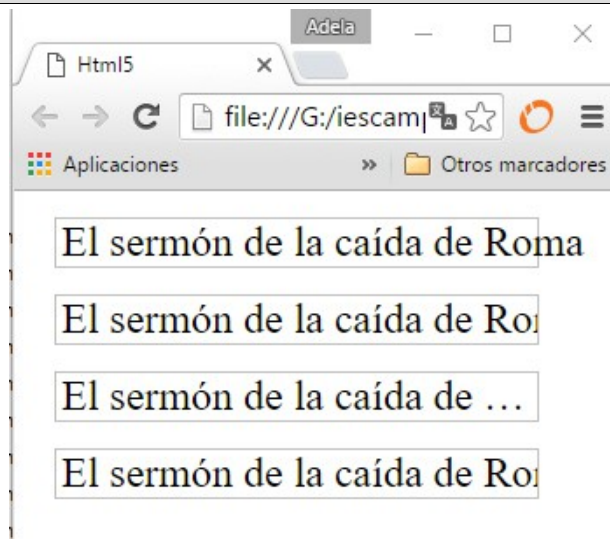 Adela
Html5
file:///G:/iescamp
Aplicaciones » Otros marcadores
El sermón de la caída de Roma
El sermón de la caída de Ro
El sermón de la caída de …
El sermón de la caída de Ro